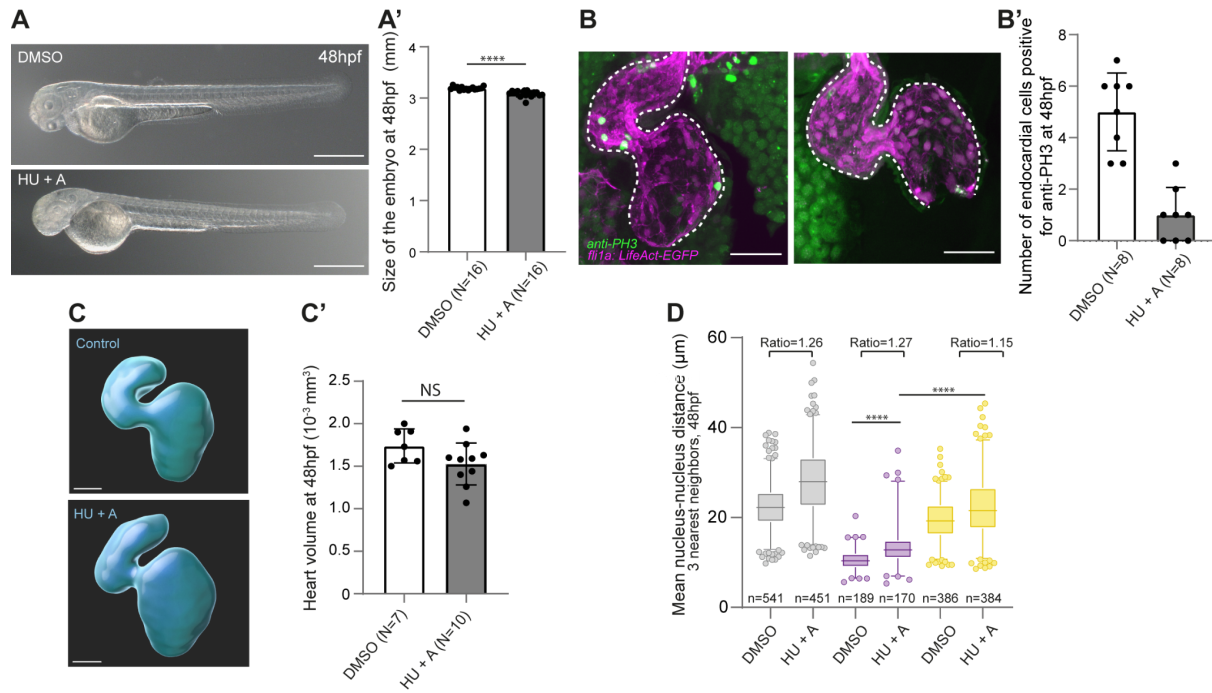 A
DMSO
48hpf
HU + A
A'
Size of the embryo at 48hpf (mm)
4
3
2
1
0
****
DMSO (N=16)
HU + A (N=16)
B
anti-PH3
fli1a: LifeAct-EGFP
B'
Number of endocardial cells positive
for anti-PH3 at 48hpf
8
6
4
2
0
DMSO (N=8)
HU + A (N=8)
C
Control
HU + A
C'
Heart volume at 48hpf (10-3 mm3)
2.5
2.0
1.5
1.0
0.5
0
NS
DMSO (N=7)
HU + A (N=10)
D
Mean nucleus-nucleus distance (µm)
3 nearest neighbors, 48hpf
60
40
20
0
Ratio=1.26
Ratio=1.27
Ratio=1.15
****
****
n=541
n=451
n=189
n=170
n=386
n=384
DMSO
HU + A
DMSO
HU + A
DMSO
HU + A